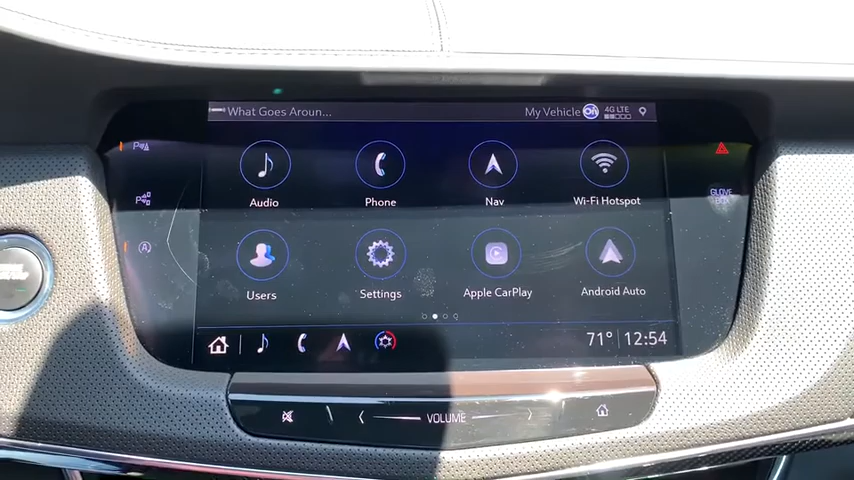 What Goes Aroun...
My Vehicle On 4G LTE
Audio
Phone
Nav
Wi-Fi Hotspot
Users
Settings
Apple CarPlay
Android Auto
71° 12:54
GLOVE
BOX
VOLUME